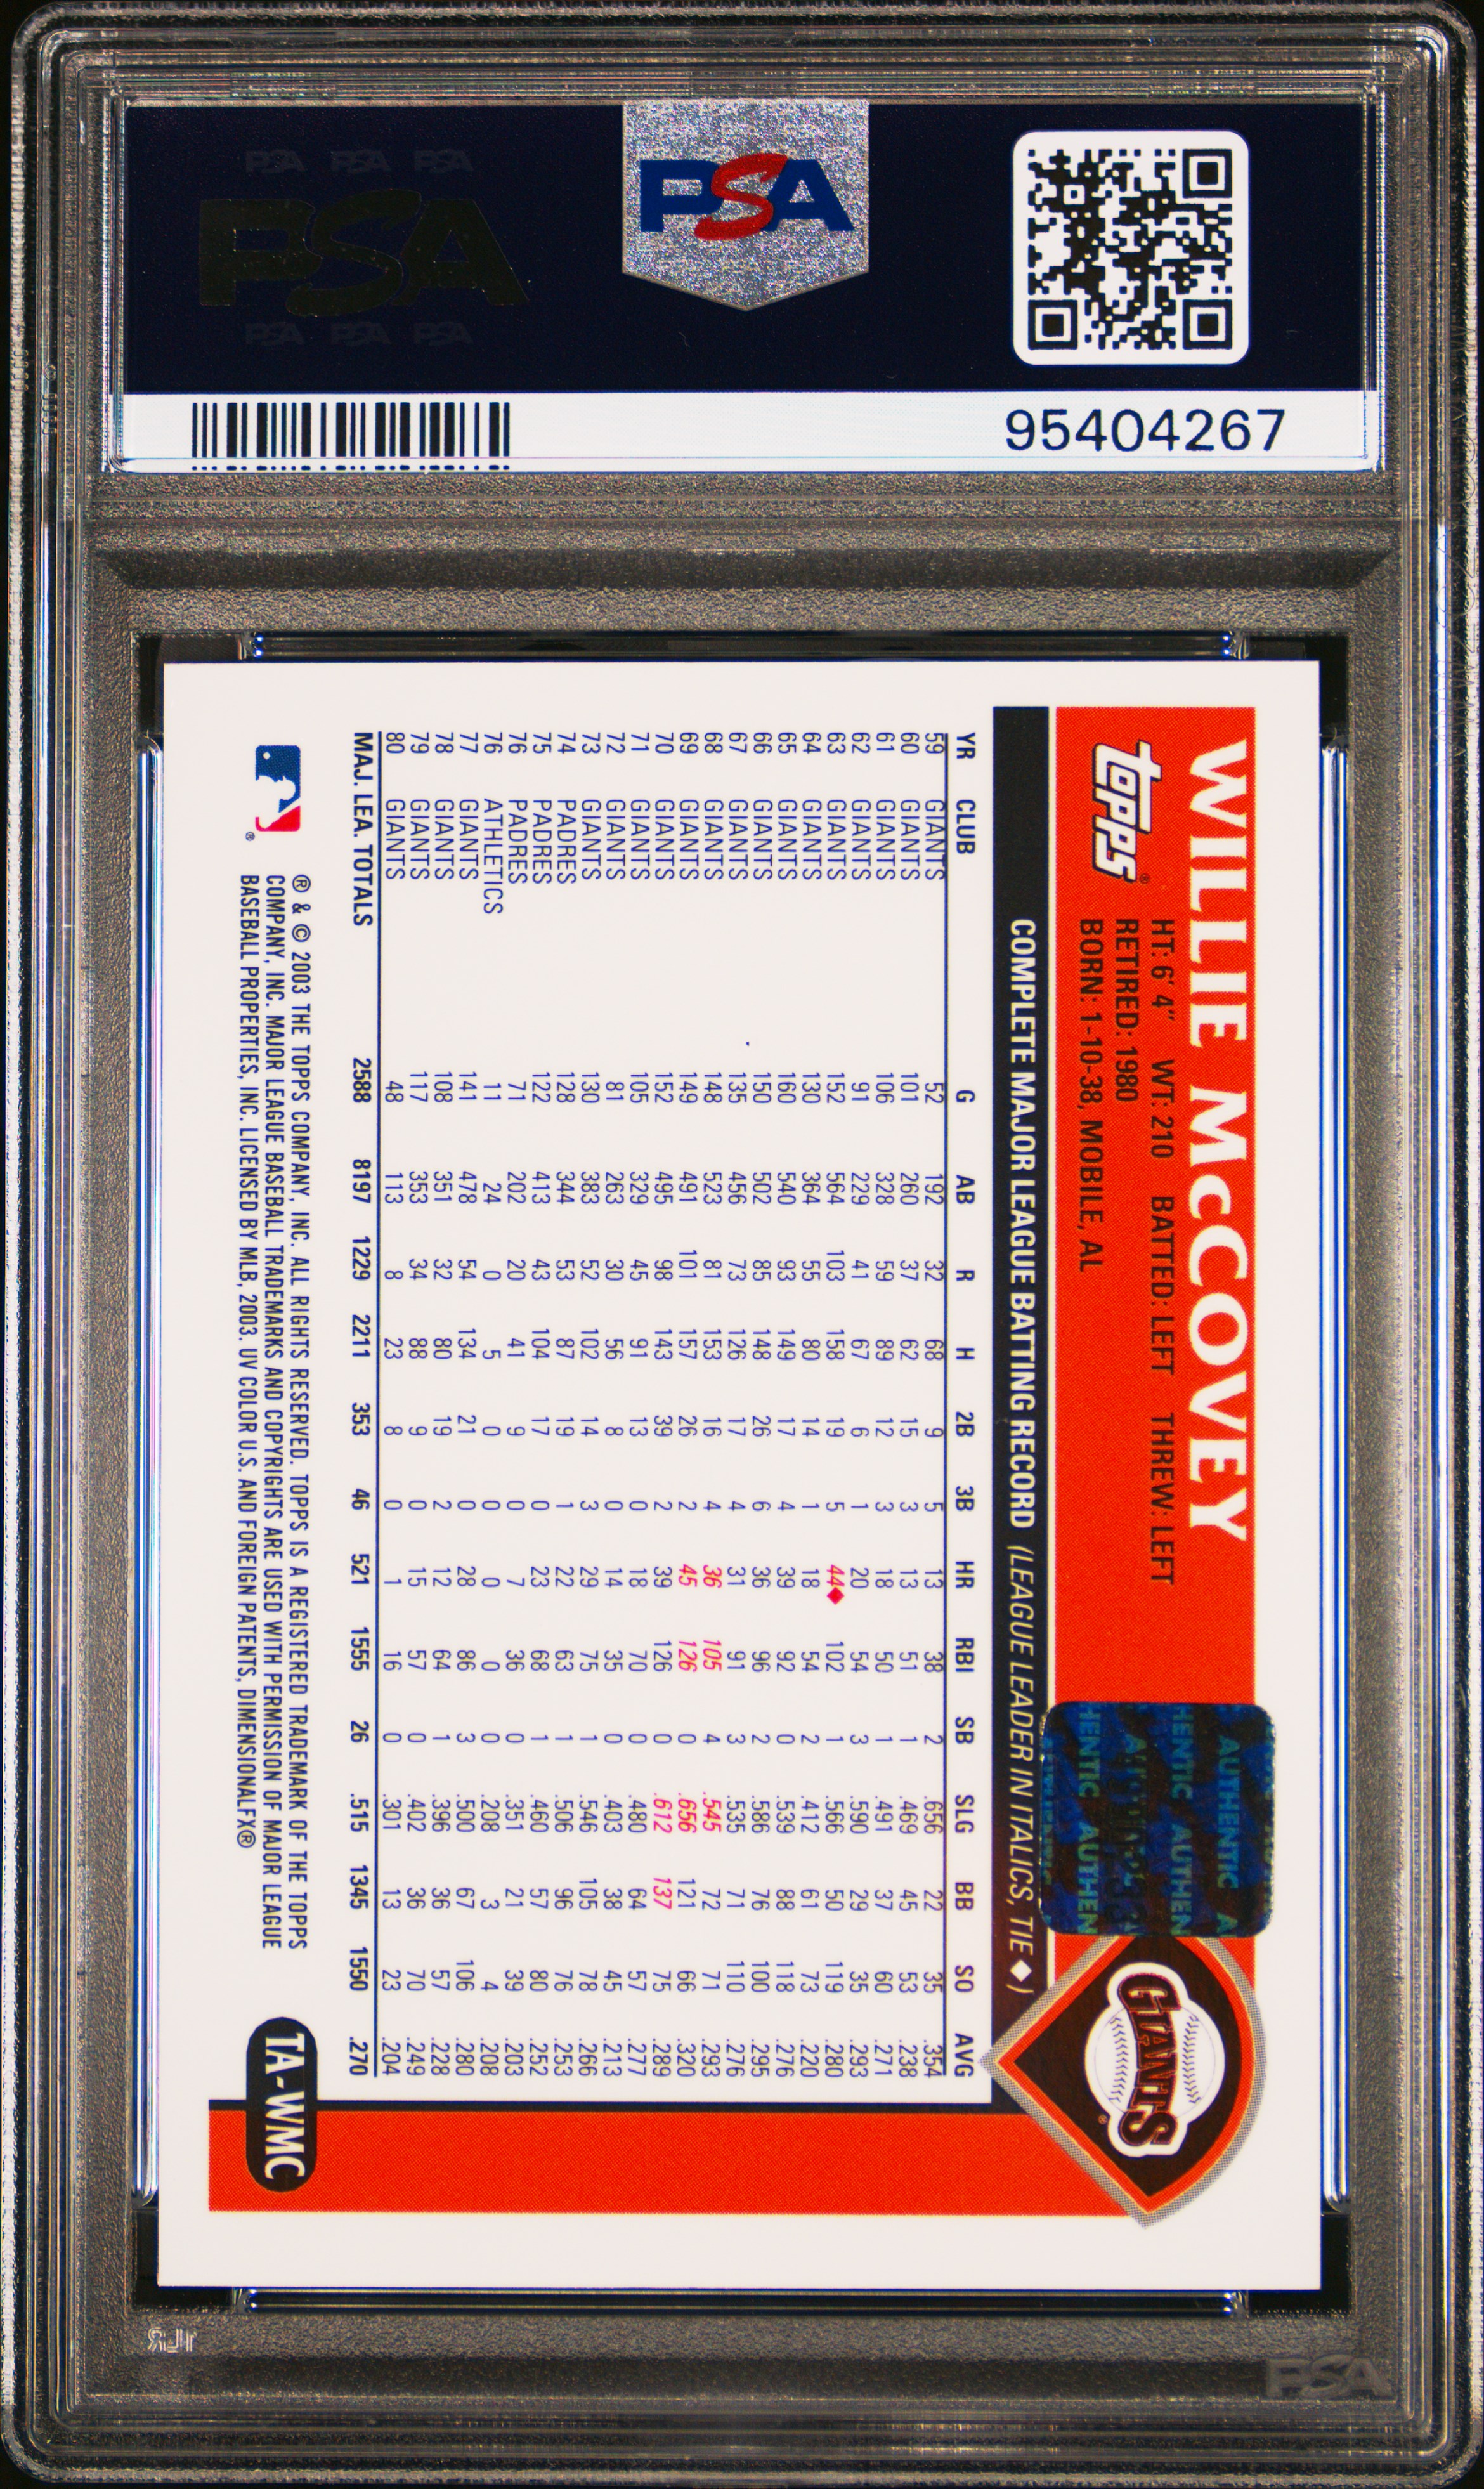 PSA PSA PSA
PSA
PSA PSA PSA
PSA
95404267
WILLIE McCOVEY
topps®
HT: 6' 4" WT: 210 BATTED: LEFT THREW: LEFT
RETIRED: 1980
BORN: 1-10-38, MOBILE, AL
AUTHENTIC
HENTIC AUTHEN
HENTIC AUTHEN
GIANTS
COMPLETE MAJOR LEAGUE BATTING RECORD (LEAGUE LEADER IN ITALICS, TIE ◆)
YR CLUB G AB R H 2B 3B HR RBI SB SLG BB SO AVG
59 GIANTS 52 192 32 68 9 5 13 38 2 .656 22 35 .354
60 GIANTS 101 260 37 62 15 3 13 51 1 .469 45 53 .238
61 GIANTS 106 328 59 89 12 3 18 50 1 .491 37 60 .271
62 GIANTS 91 229 41 67 6 1 20 54 3 .590 29 35 .293
63 GIANTS 152 564 103 158 19 5 44◆ 102 1 .566 50 119 .280
64 GIANTS 130 364 55 80 14 1 18 54 2 .412 61 73 .220
65 GIANTS 160 540 93 149 17 4 39 92 0 .539 88 118 .276
66 GIANTS 150 502 85 148 26 6 36 96 2 .586 76 100 .295
67 GIANTS 135 456 73 126 17 4 31 91 3 .535 71 110 .276
68 GIANTS 148 523 81 153 16 4 36 105 4 .545 72 71 .293
69 GIANTS 149 491 101 157 26 2 45 126 0 .656 121 66 .320
70 GIANTS 152 495 98 143 39 2 39 126 0 .612 137 75 .289
71 GIANTS 105 329 45 91 13 0 18 70 0 .480 64 57 .277
72 GIANTS 81 263 30 56 8 0 14 35 0 .403 38 45 .213
73 GIANTS 130 383 52 102 14 3 29 75 1 .546 105 78 .266
74 PADRES 128 344 53 87 19 1 22 63 1 .506 96 76 .253
75 PADRES 122 413 43 104 17 0 23 68 1 .460 57 80 .252
76 PADRES 71 202 20 41 9 0 7 36 0 .351 21 39 .203
76 ATHLETICS 11 24 0 5 0 0 0 0 0 .208 3 4 .208
77 GIANTS 141 478 54 134 21 0 28 86 3 .500 67 106 .280
78 GIANTS 108 351 32 80 19 2 12 64 1 .396 36 57 .228
79 GIANTS 117 353 34 88 9 0 15 57 0 .402 36 70 .249
80 GIANTS 48 113 8 23 8 0 1 16 0 .301 13 23 .204
MAJ. LEA. TOTALS 2588 8197 1229 2211 353 46 521 1555 26 .515 1345 1550 .270
® & © 2003 THE TOPPS COMPANY, INC. ALL RIGHTS RESERVED. TOPPS IS A REGISTERED TRADEMARK OF THE TOPPS
COMPANY, INC. MAJOR LEAGUE BASEBALL TRADEMARKS AND COPYRIGHTS ARE USED WITH PERMISSION OF MAJOR LEAGUE
BASEBALL PROPERTIES, INC. LICENSED BY MLB, 2003. UV COLOR U.S. AND FOREIGN PATENTS, DIMENSIONALFX®
TA-WMC
PSA